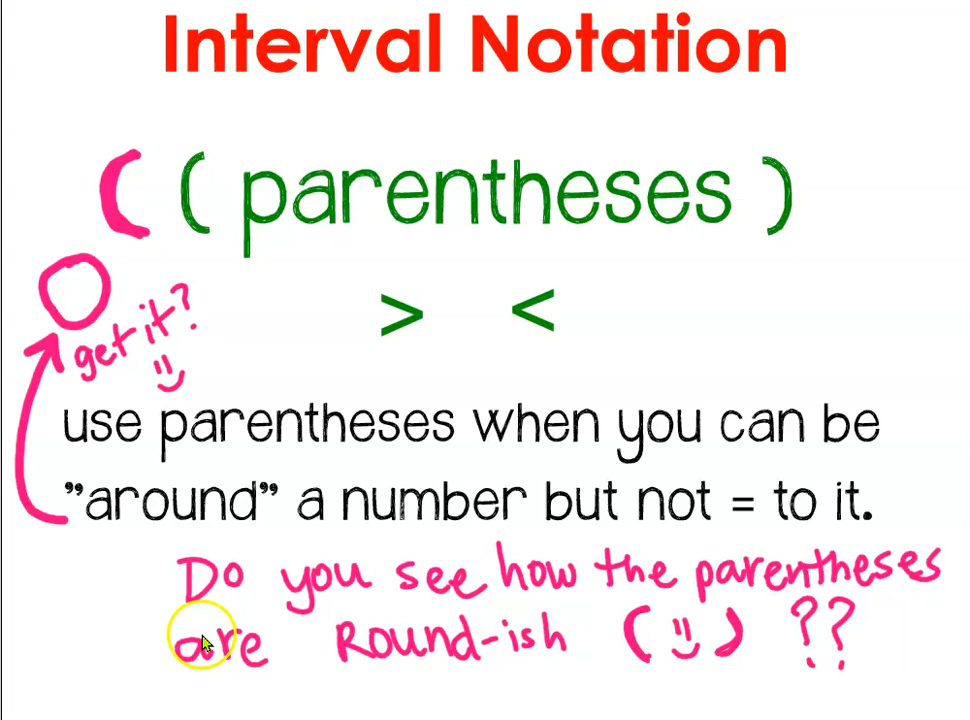 Interval Notation
( ( parentheses )
> <
get it?
use parentheses when you can be
"around" a number but not = to it.
Do you see how the parentheses
are Round-ish ( ) ??